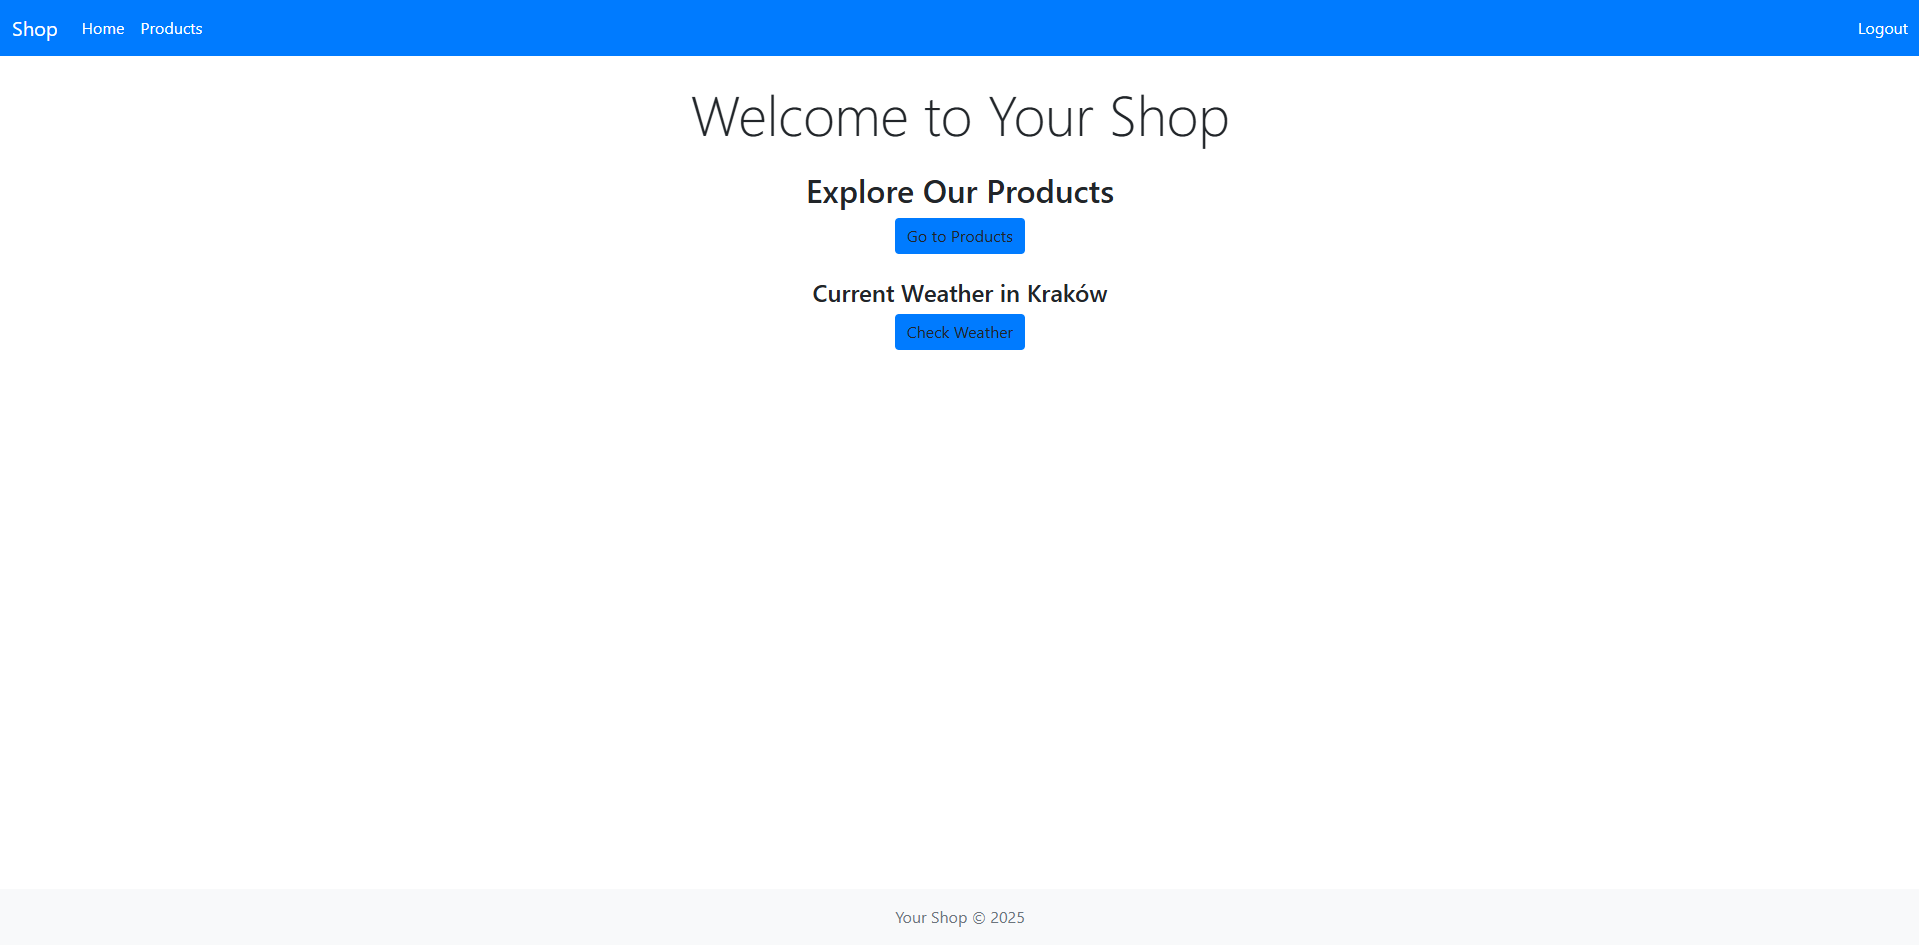 Shop Home Products Logout
Welcome to Your Shop
Explore Our Products
Go to Products
Current Weather in Kraków
Check Weather
Your Shop © 2025